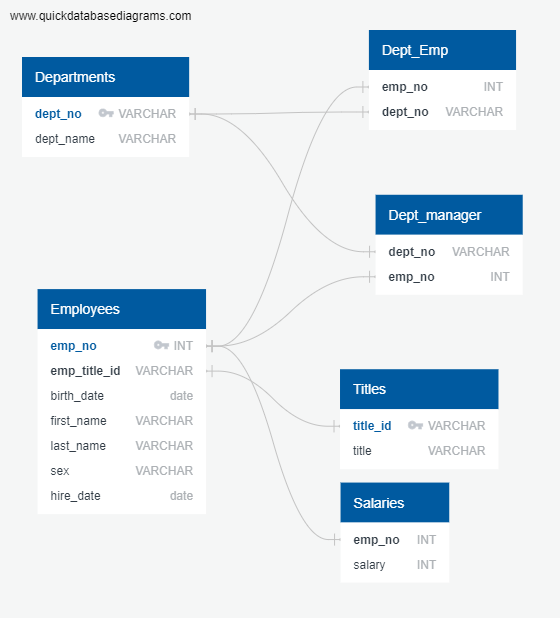 www.quickdatabasediagrams.com
Departments
dept_no VARCHAR
dept_name VARCHAR
Dept_Emp
emp_no INT
dept_no VARCHAR
Dept_manager
dept_no VARCHAR
emp_no INT
Employees
emp_no INT
emp_title_id VARCHAR
birth_date date
first_name VARCHAR
last_name VARCHAR
sex VARCHAR
hire_date date
Titles
title_id VARCHAR
title VARCHAR
Salaries
emp_no INT
salary INT